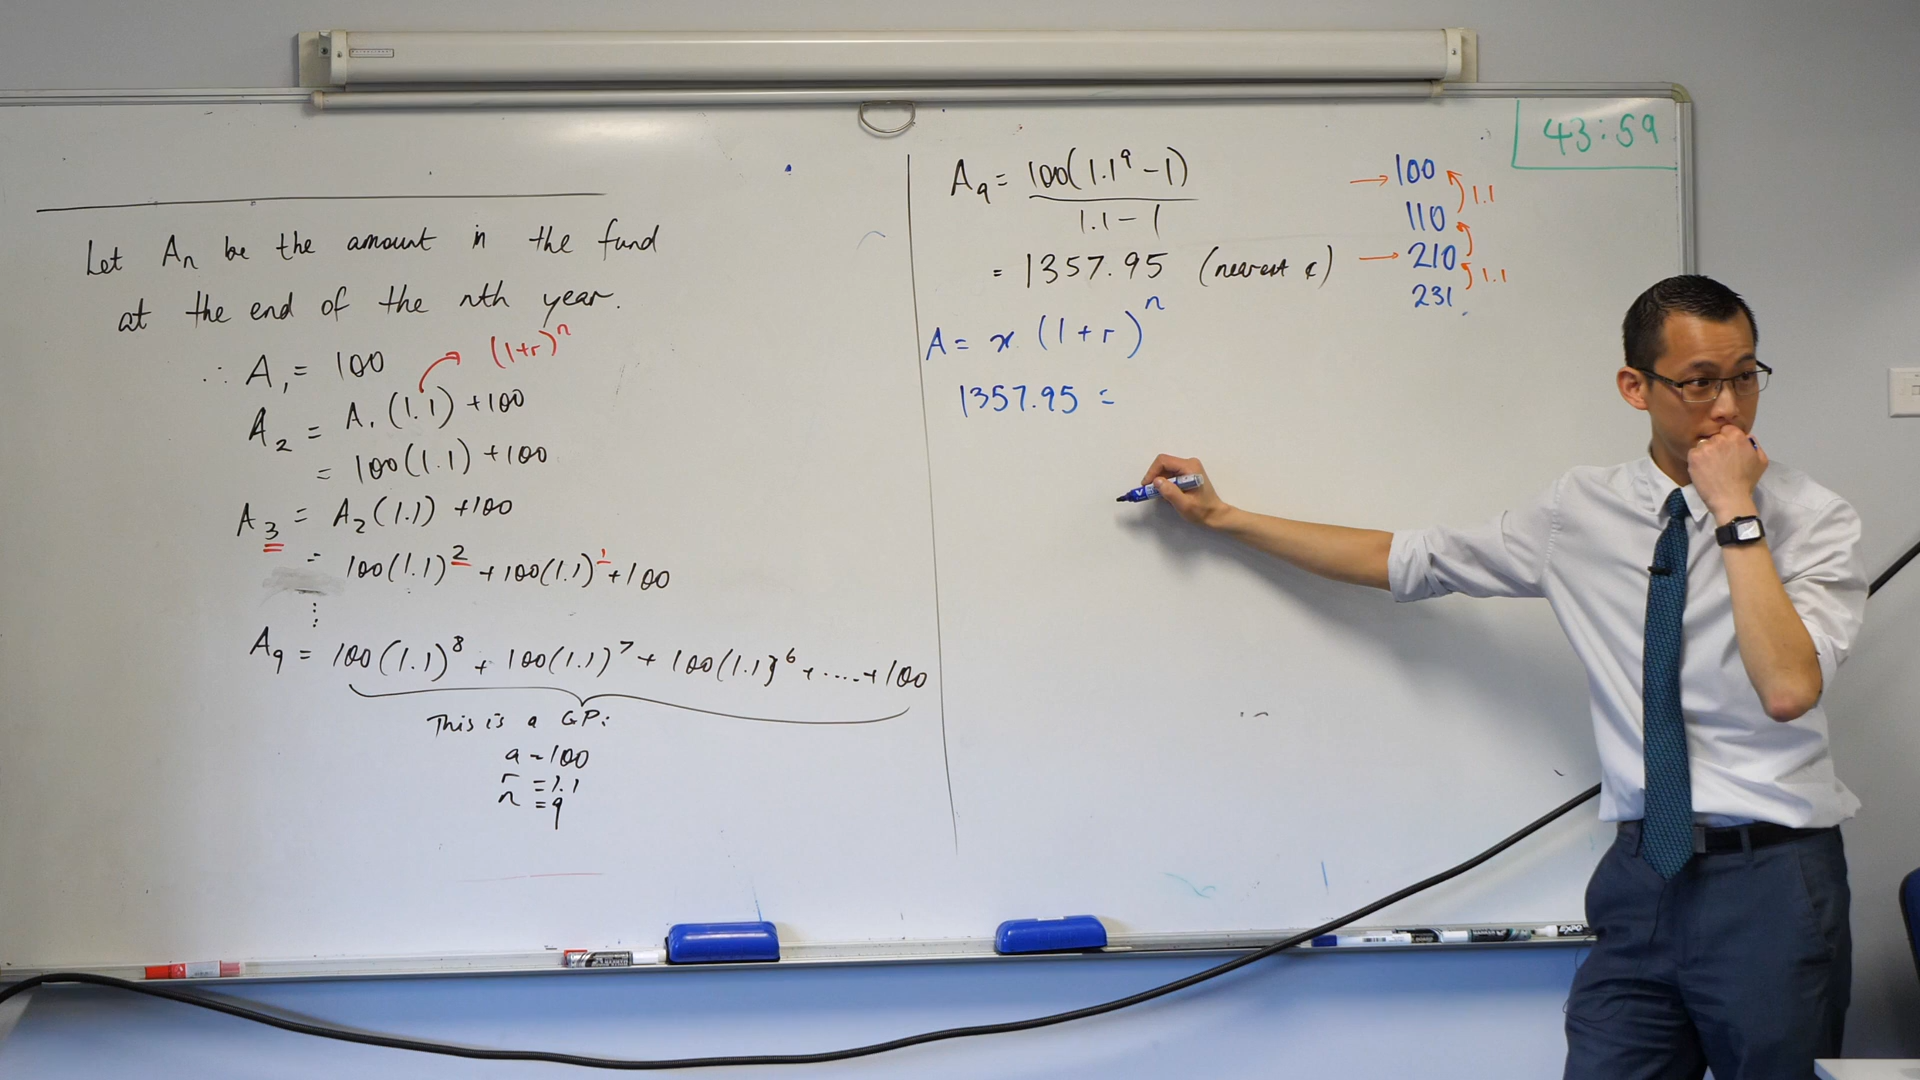 Let Aₙ be the amount in the fund
at the end of the nth year.
∴ A₁ = 100
(1+r)ⁿ
A₂ = A₁(1.1) +100
= 100(1.1) +100
A₃ = A₂(1.1) +100
= 100(1.1)² + 100(1.1)¹ + 100
⋮
A₉ = 100(1.1)⁸ + 100(1.1)⁷ + 100(1.1)⁶ + .... + 100
This is a GP:
a = 100
r = 1.1
n = 9
A₉ = 100(1.1⁹ − 1)
1.1 − 1
= 1357.95 (nearest ¢)
A = x (1 + r)ⁿ
1357.95 =
→ 100
1.1
110
→ 210
1.1
231
43:59